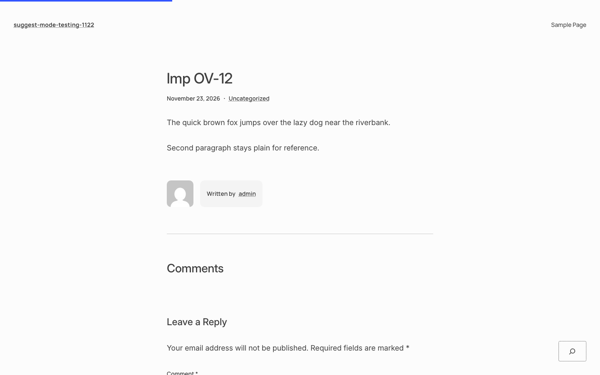 suggest-mode-testing-1122
Sample Page
Imp OV-12
November 23, 2026 · Uncategorized
The quick brown fox jumps over the lazy dog near the riverbank.
Second paragraph stays plain for reference.
Written by admin
Comments
Leave a Reply
Your email address will not be published. Required fields are marked *
Comment *